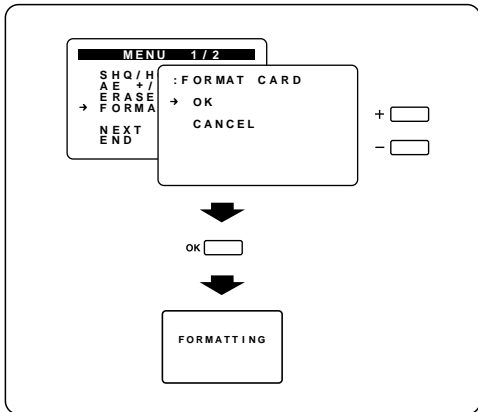 MENU 1/2
SHQ/H
AE +/
ERASE
→ FORMA
NEXT
END
:FORMAT CARD
→ OK
CANCEL
+
−
OK
FORMATTING